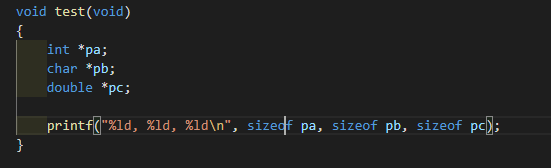 void test(void)
{
    int *pa;
    char *pb;
    double *pc;
    printf("%ld, %ld, %ld\n", sizeof pa, sizeof pb, sizeof pc);
}